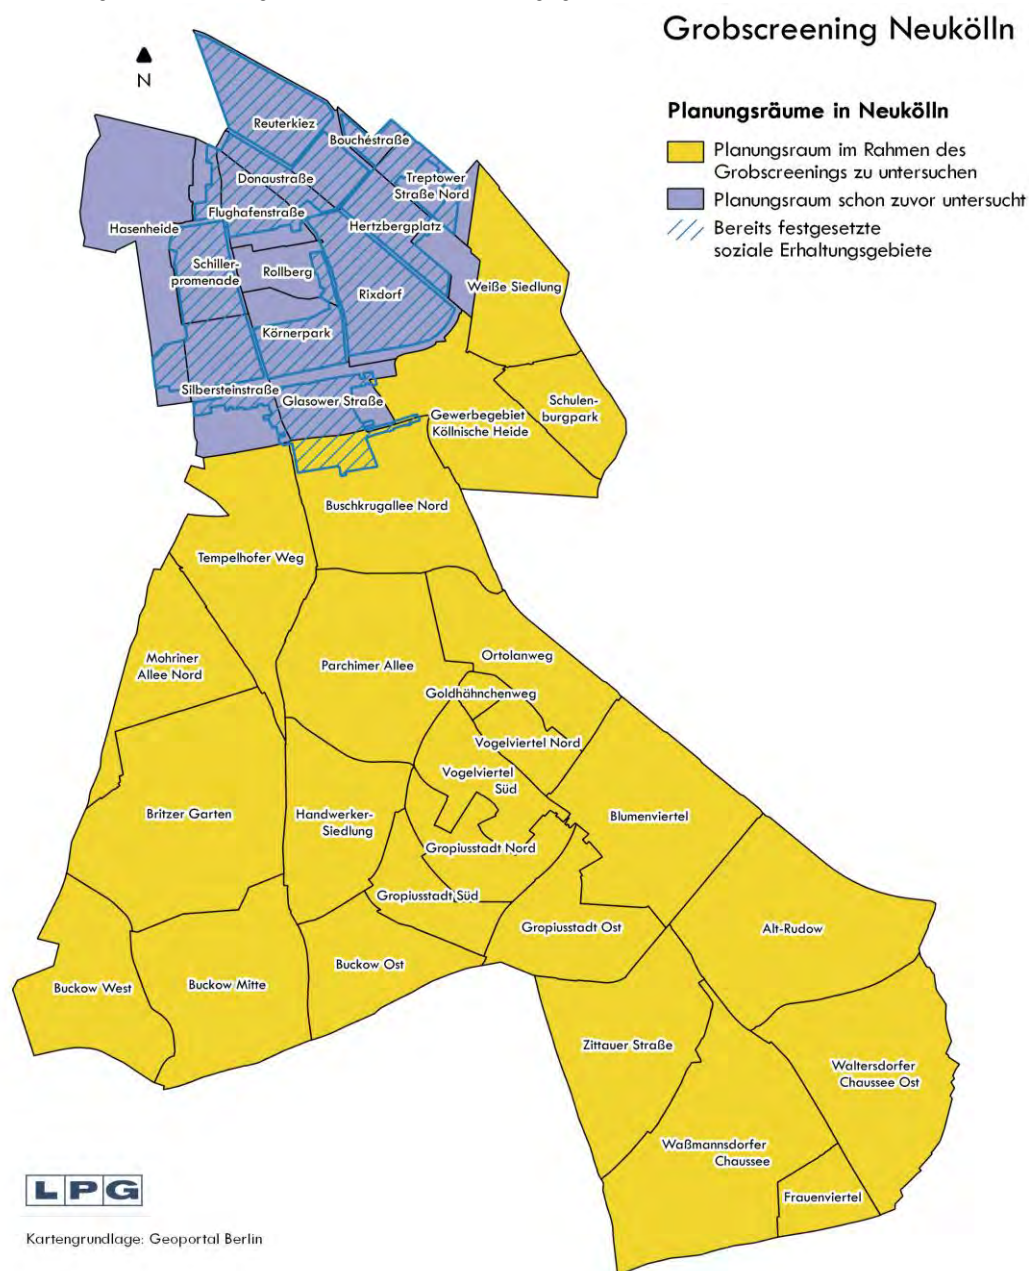 Grobscreening Neukölln
N
Planungsräume in Neukölln
Planungsraum im Rahmen des
Grobscreenings zu untersuchen
Planungsraum schon zuvor untersucht
Bereits festgesetzte
soziale Erhaltungsgebiete
Reuterkiez
Bouchéstraße
Donaustraße
Treptower
Straße Nord
Flughafenstraße
Hasenheide
Hertzbergplatz
Schiller-
promenade
Rollberg
Rixdorf
Weiße Siedlung
Körnerpark
Silbersteinstraße
Glasower Straße
Schulen-
burgpark
Gewerbegebiet
Köllnische Heide
Buschkrugallee Nord
Tempelhofer Weg
Mohriner
Allee Nord
Parchimer Allee
Ortolanweg
Goldhähnchenweg
Vogelviertel Nord
Vogelviertel
Süd
Britzer Garten
Handwerker-
Siedlung
Blumenviertel
Gropiusstadt Nord
Gropiusstadt Süd
Gropiusstadt Ost
Alt-Rudow
Buckow Ost
Buckow West
Buckow Mitte
Zittauer Straße
Waltersdorfer
Chaussee Ost
Waßmannsdorfer
Chaussee
Frauenviertel
LPG
Kartengrundlage: Geoportal Berlin